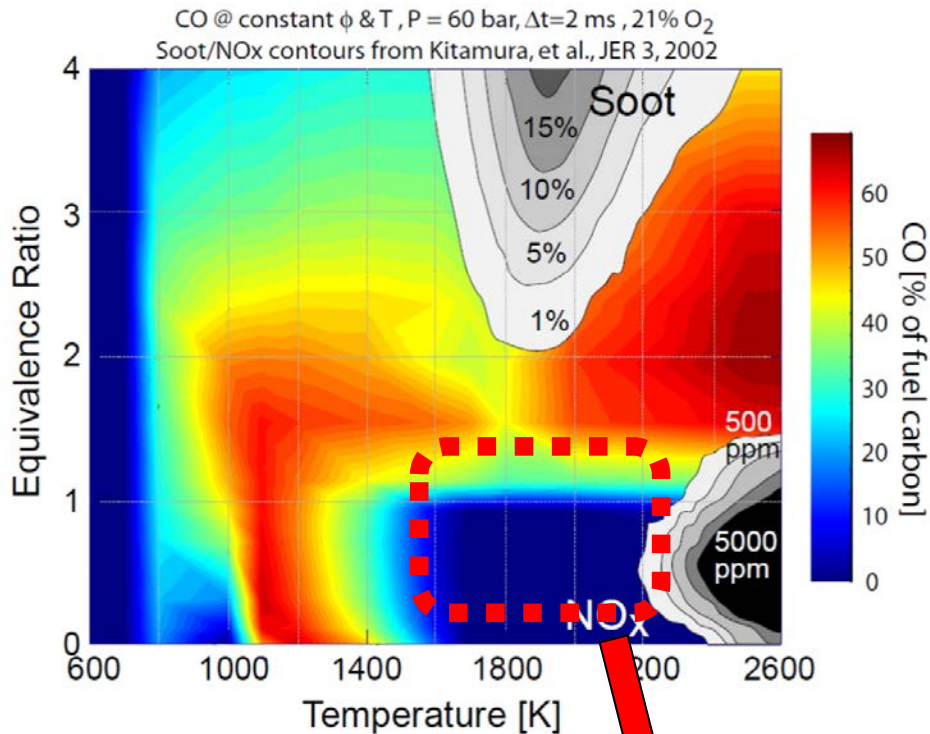 CO @ constant ϕ & T , P = 60 bar, Δt=2 ms , 21% O₂
Soot/NOx contours from Kitamura, et al., JER 3, 2002
4
3
2
1
0
Equivalence Ratio
Soot
15%
10%
5%
1%
500
ppm
5000
ppm
NOx
600
1000
1400
1800
200
2600
Temperature [K]
60
50
40
30
20
10
0
CO [% of fuel carbon]